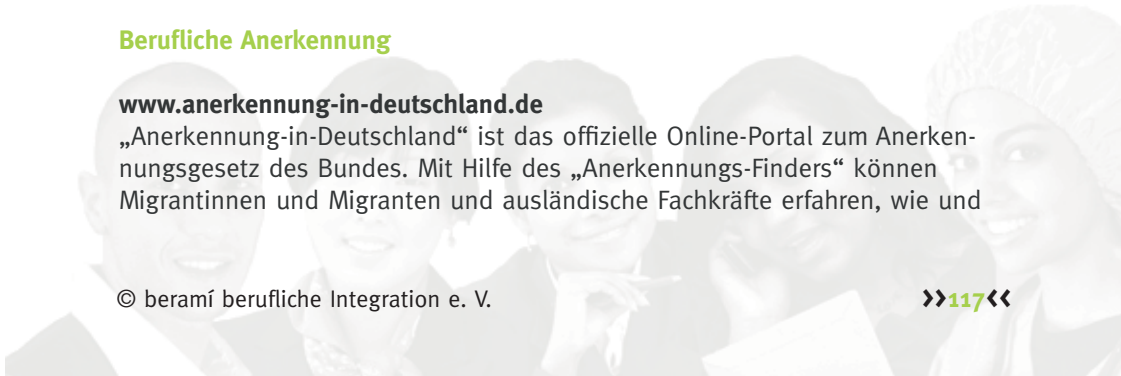 Berufliche Anerkennung
www.anerkennung-in-deutschland.de
„Anerkennung-in-Deutschland“ ist das offizielle Online-Portal zum Anerken-
nungsgesetz des Bundes. Mit Hilfe des „Anerkennungs-Finders“ können
Migrantinnen und Migranten und ausländische Fachkräfte erfahren, wie und
© beramí berufliche Integration e. V. ››117‹‹